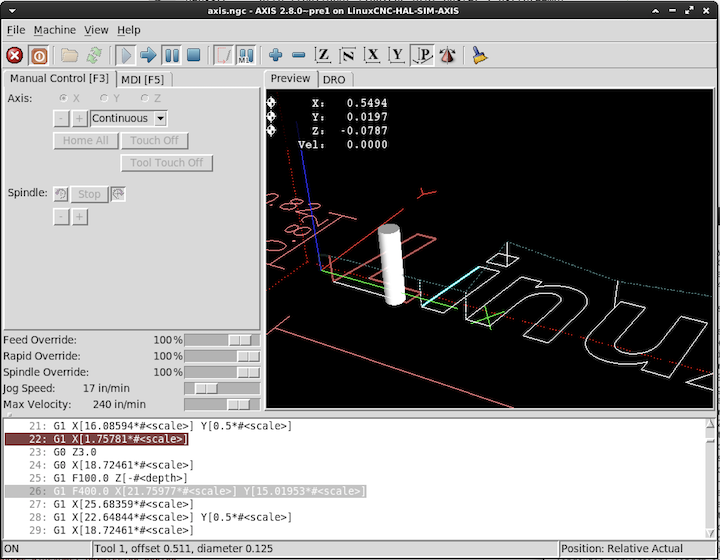 axis.ngc - AXIS 2.8.0~pre1 on LinuxCNC-HAL-SIM-AXIS
File Machine View Help
Z S X Y P
Manual Control [F3] MDI [F5]
Preview DRO
Axis: X Y Z
- + Continuous
Home All Touch Off
Tool Touch Off
Spindle: Stop
- +
X: 0.5494
Y: 0.0197
Z: -0.0787
Vel: 0.0000
Feed Override: 100%
Rapid Override: 100%
Spindle Override: 100%
Jog Speed: 17 in/min
Max Velocity: 240 in/min
21: G1 X[16.08594*#<scale>] Y[0.5*#<scale>]
22: G1 X[1.75781*#<scale>]
23: G0 Z3.0
24: G0 X[18.72461*#<scale>]
25: G1 F100.0 Z[-#<depth>]
26: G1 F400.0 X[21.75977*#<scale>] Y[15.01953*#<scale>]
27: G1 X[25.68359*#<scale>]
28: G1 X[22.64844*#<scale>] Y[0.5*#<scale>]
29: G1 X[18.72461*#<scale>]
ON Tool 1, offset 0.511, diameter 0.125 Position: Relative Actual